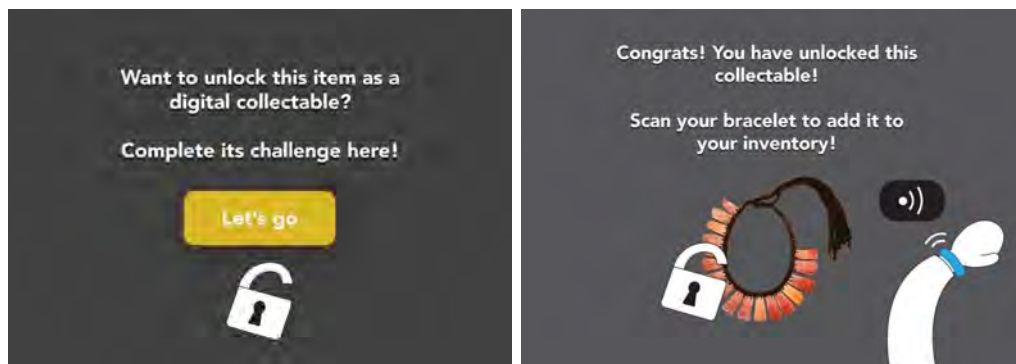 Want to unlock this item as a
digital collectable?
Complete its challenge here!
Let's go
Congrats! You have unlocked this
collectable!
Scan your bracelet to add it to
your inventory!